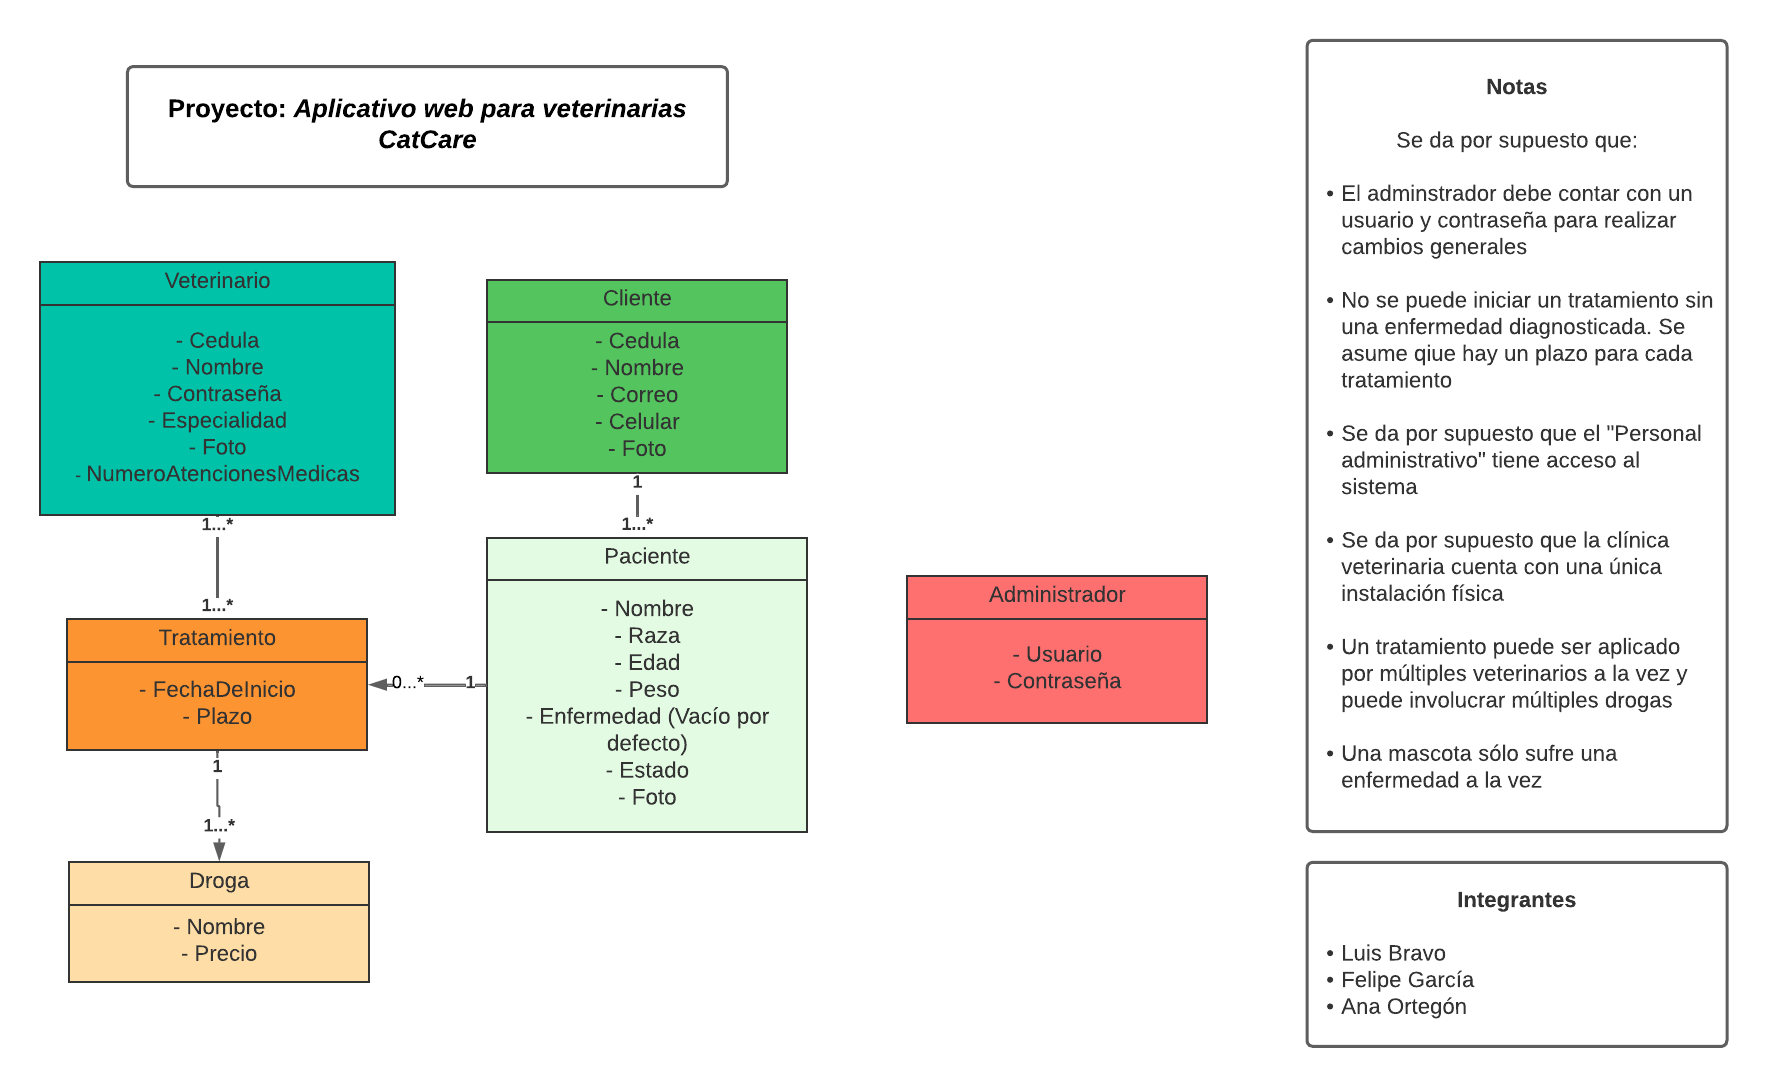 Proyecto: Aplicativo web para veterinarias
CatCare
Veterinario
- Cedula
- Nombre
- Contraseña
- Especialidad
- Foto
- NumeroAtencionesMedicas
1...*
1...*
Cliente
- Cedula
- Nombre
- Correo
- Celular
- Foto
1
1...*
Paciente
- Nombre
- Raza
- Edad
- Peso
- Enfermedad (Vacío por
defecto)
- Estado
- Foto
Tratamiento
- FechaDeInicio
- Plazo
0...*
1
1
1...*
Droga
- Nombre
- Precio
Administrador
- Usuario
- Contraseña
Notas
Se da por supuesto que:
• El adminstrador debe contar con un
usuario y contraseña para realizar
cambios generales
• No se puede iniciar un tratamiento sin
una enfermedad diagnosticada. Se
asume qiue hay un plazo para cada
tratamiento
• Se da por supuesto que el "Personal
administrativo" tiene acceso al
sistema
• Se da por supuesto que la clínica
veterinaria cuenta con una única
instalación física
• Un tratamiento puede ser aplicado
por múltiples veterinarios a la vez y
puede involucrar múltiples drogas
• Una mascota sólo sufre una
enfermedad a la vez
Integrantes
• Luis Bravo
• Felipe García
• Ana Ortegón